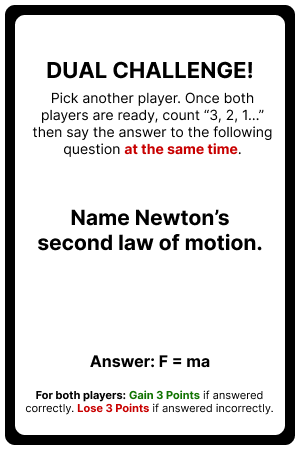 DUAL CHALLENGE!
Pick another player. Once both
players are ready, count “3, 2, 1...”
then say the answer to the following
question at the same time.
Name Newton’s
second law of motion.
Answer: F = ma
For both players: Gain 3 Points if answered
correctly. Lose 3 Points if answered incorrectly.